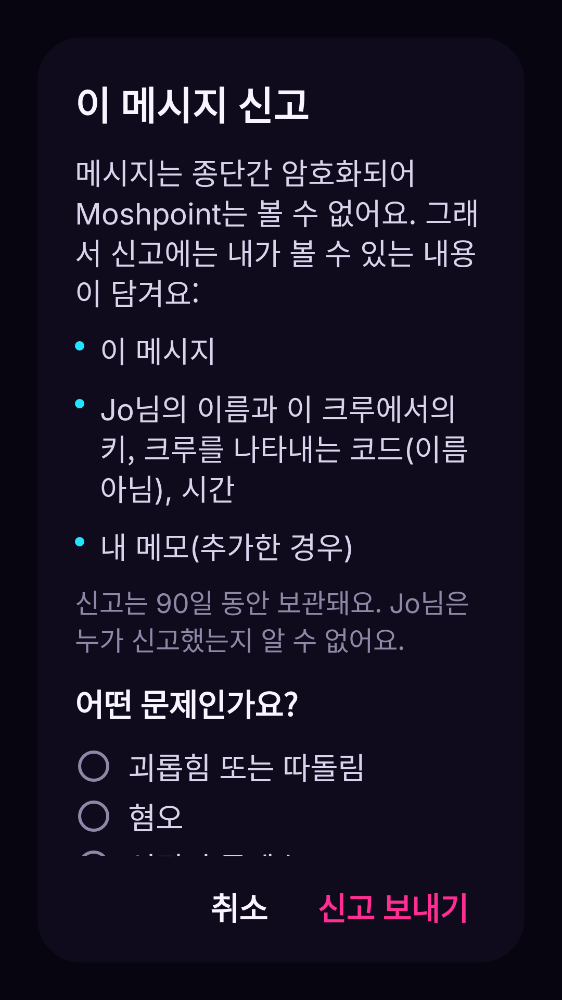 이 메시지 신고
메시지는 종단간 암호화되어
Moshpoint는 볼 수 없어요. 그래
서 신고에는 내가 볼 수 있는 내용
이 담겨요:
이 메시지
Jo님의 이름과 이 크루에서의
키, 크루를 나타내는 코드(이름
아님), 시간
내 메모(추가한 경우)
신고는 90일 동안 보관돼요. Jo님은
누가 신고했는지 알 수 없어요.
어떤 문제인가요?
괴롭힘 또는 따돌림
혐오
취소
신고 보내기